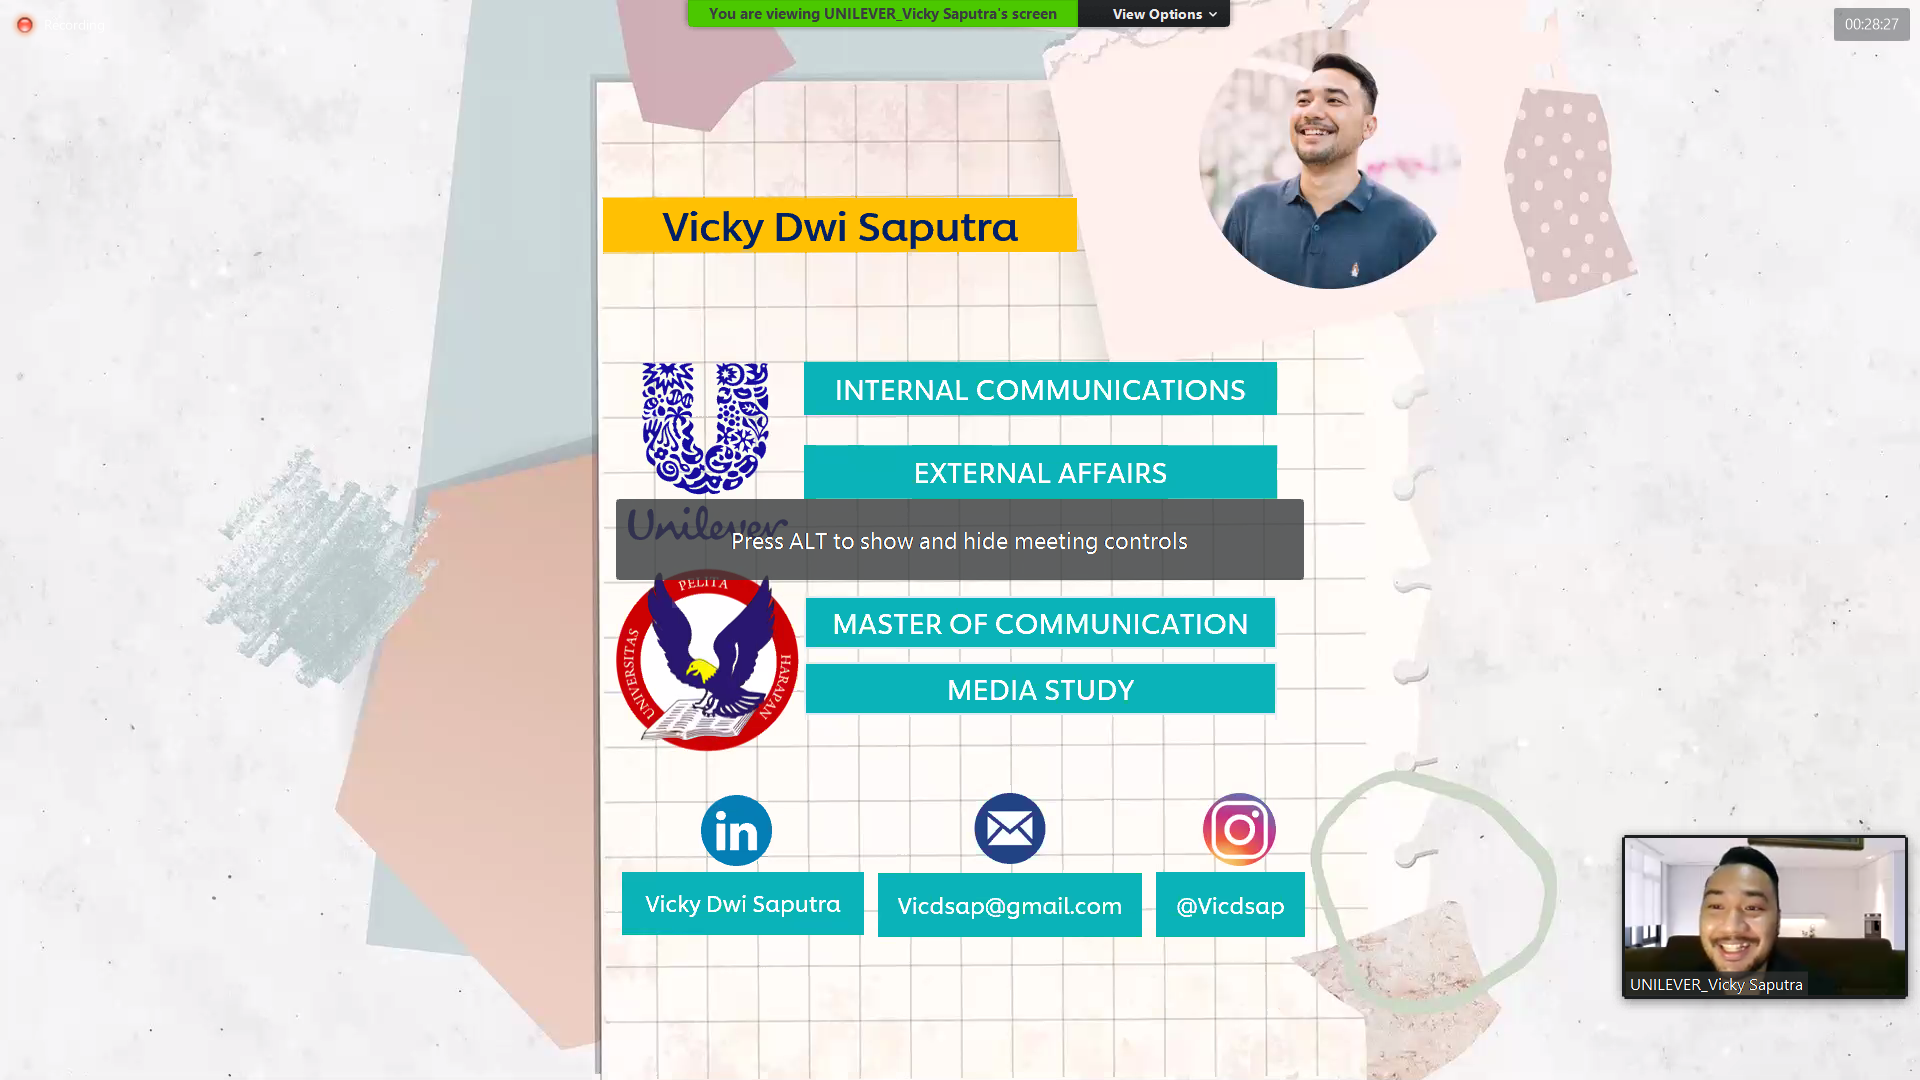 Recording
You are viewing UNILEVER_Vicky Saputra's screen
View Options
00:28:27
Vicky Dwi Saputra
INTERNAL COMMUNICATIONS
EXTERNAL AFFAIRS
Unilever
Press ALT to show and hide meeting controls
UNIVERSITAS PELITA HARAPAN
MASTER OF COMMUNICATION
MEDIA STUDY
in
Vicky Dwi Saputra
Vicdsap@gmail.com
@Vicdsap
UNILEVER_Vicky Saputra